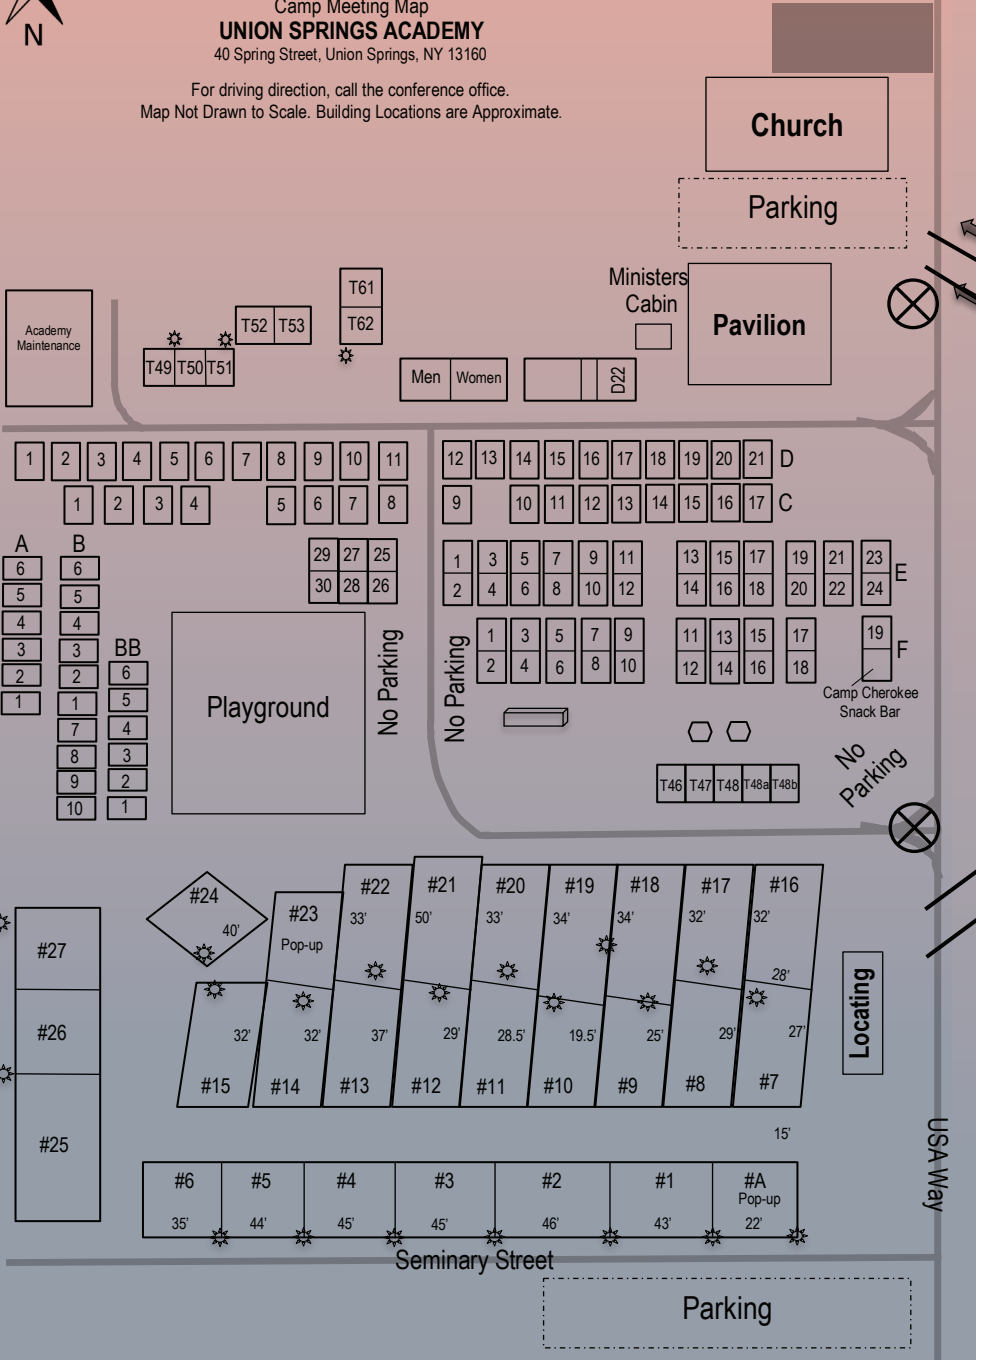 Camp Meeting Map
N
UNION SPRINGS ACADEMY
40 Spring Street, Union Springs, NY 13160
For driving direction, call the conference office.
Map Not Drawn to Scale. Building Locations are Approximate.
Church
Parking
Ministers
Cabin
Pavilion
Academy
Maintenance
T61
T62
T52 T53
T49 T50 T51
Men Women
D22
1 2 3 4 5 6 7 8 9 10 11 12 13 14 15 16 17 18 19 20 21 D
1 2 3 4 5 6 7 8 9 10 11 12 13 14 15 16 17 C
A
6
5
4
3
2
1
B
6
5
4
3
2
1
7
8
9
10
BB
6
5
4
3
2
1
29 27 25
30 28 26
1 3 5 7 9 11 13 15 17 19 21 23
2 4 6 8 10 12 14 16 18 20 22 24
E
1 3 5 7 9 11 13 15 17 19
2 4 6 8 10 12 14 16 18
F
Camp Cherokee
Snack Bar
Playground
No Parking
No Parking
No
Parking
T46 T47 T48 T48a T48b
#24
40'
#23
Pop-up
#22
33'
#21
50'
#20
33'
#19
34'
#18
34'
#17
32'
#16
32'
28'
#27
#26
#25
32'
#15
32'
#14
37'
#13
29'
#12
28.5'
#11
19.5'
#10
25'
#9
29'
#8
27'
#7
Locating
15'
USA Way
#6
35'
#5
44'
#4
45'
#3
45'
#2
46'
#1
43'
#A
Pop-up
22'
Seminary Street
Parking